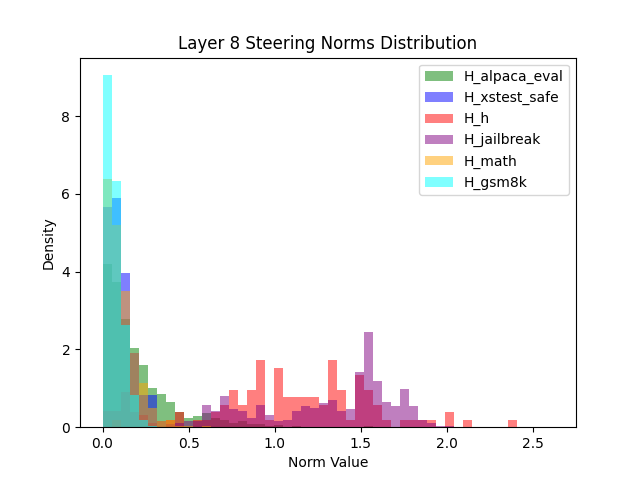 Layer 8 Steering Norms Distribution
H_alpaca_eval
H_xstest_safe
H_h
H_jailbreak
H_math
H_gsm8k
Density
8
6
4
2
0
0.0 0.5 1.0 1.5 2.0 2.5
Norm Value